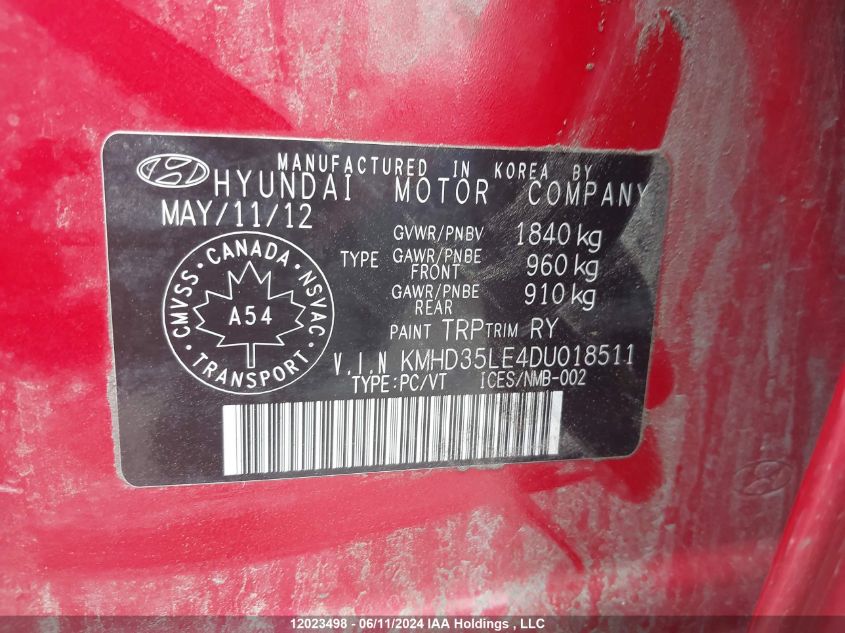 MANUFACTURED IN KOREA BY
HYUNDAI MOTOR COMPANY
MAY/11/12
GVWR/PNBV 1840 kg
TYPE GAWR/PNBE FRONT 960 kg
GAWR/PNBE REAR 910 kg
PAINT TRP TRIM RY
V.I.N KMHD35LE4DU018511
TYPE:PC/VT ICES/NMB-002
CMVSS · CANADA · NSVAC · TRANSPORT ·
A54
12023498 - 06/11/2024 IAA Holdings , LLC